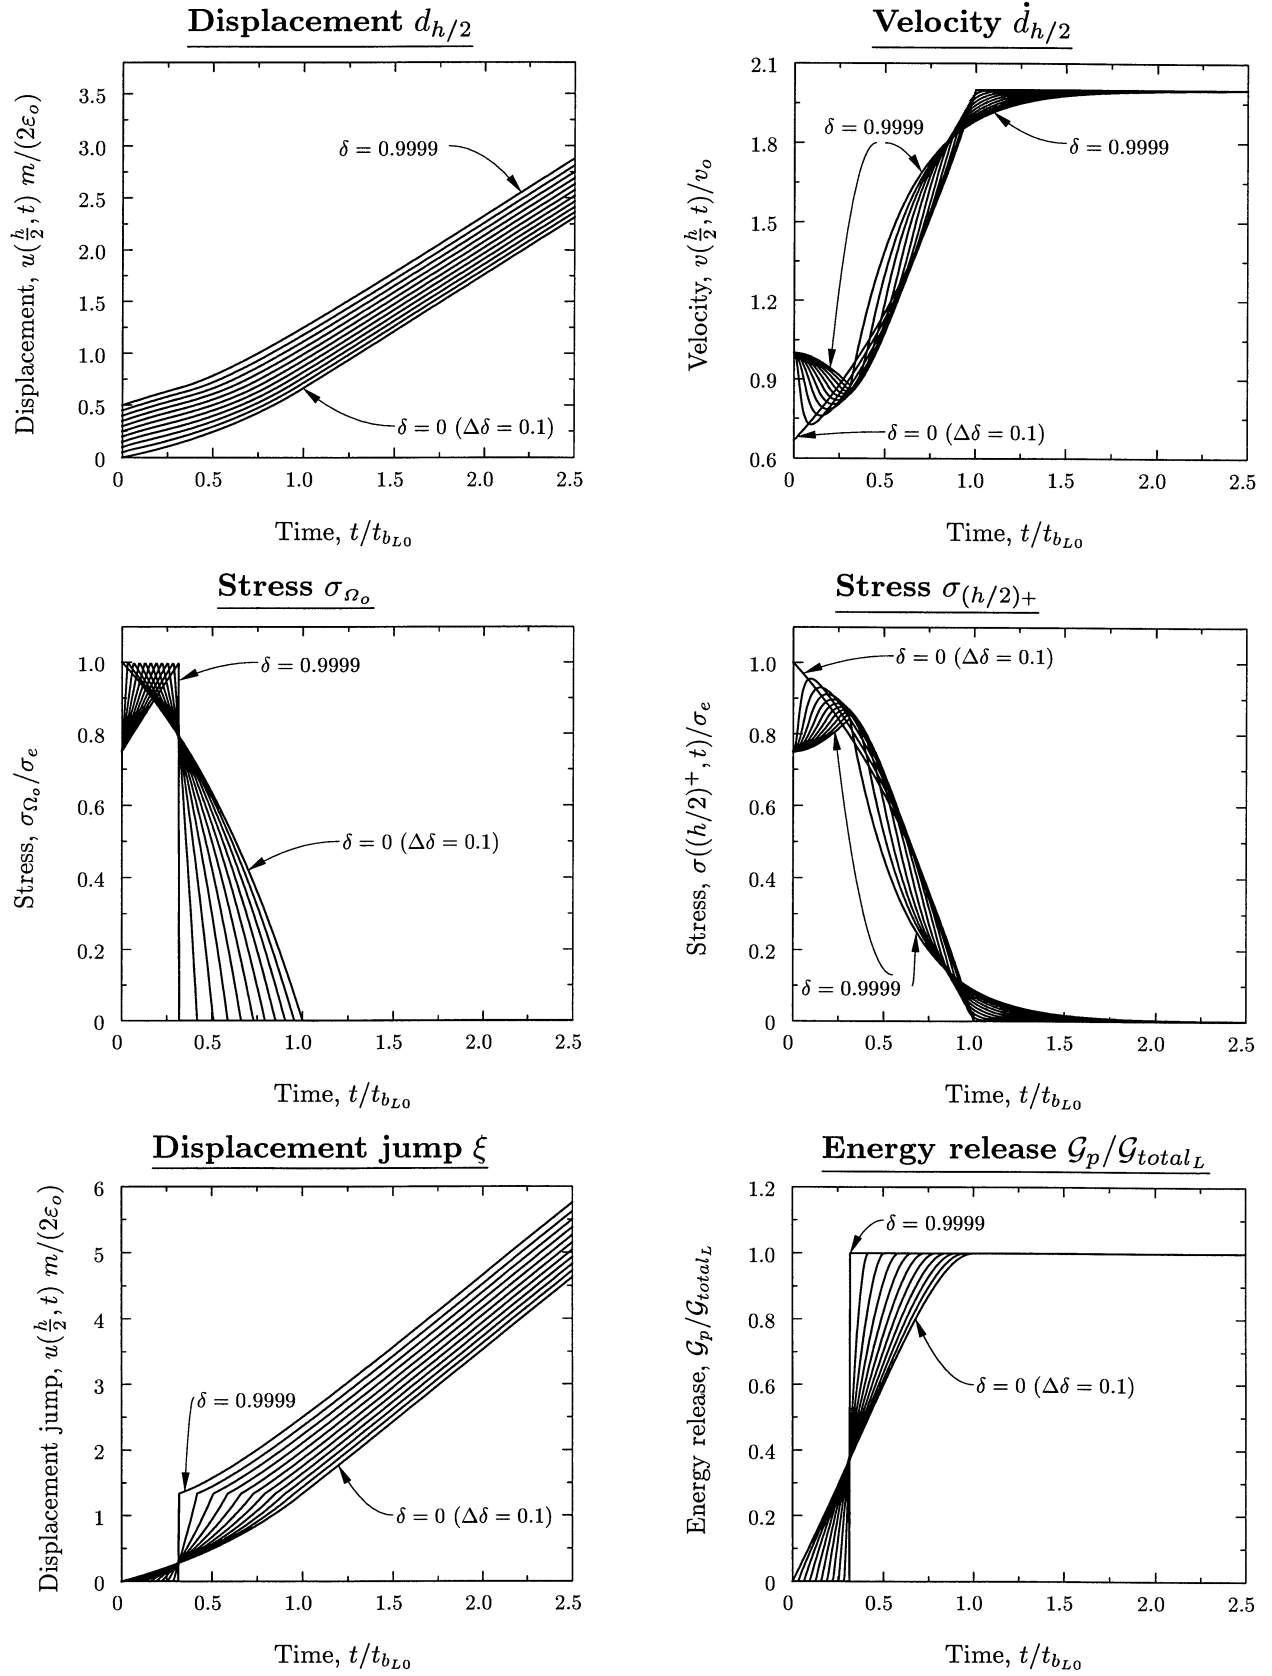 Displacement d_{h/2}
Displacement, u(h/2, t) m/(2ε_o)
3.5
3.0
2.5
2.0
1.5
1.0
0.5
0
δ = 0.9999
δ = 0 (Δδ = 0.1)
0 0.5 1.0 1.5 2.0 2.5
Time, t/t_{b_{L0}}
Velocity ḋ_{h/2}
Velocity, v(h/2, t)/v_o
2.1
1.8
1.5
1.2
0.9
0.6
δ = 0.9999
δ = 0.9999
δ = 0 (Δδ = 0.1)
0 0.5 1.0 1.5 2.0 2.5
Time, t/t_{b_{L0}}
Stress σ_{Ω_o}
Stress, σ_{Ω_o}/σ_e
1.0
0.8
0.6
0.4
0.2
0
δ = 0.9999
δ = 0 (Δδ = 0.1)
0 0.5 1.0 1.5 2.0 2.5
Time, t/t_{b_{L0}}
Stress σ_{(h/2)+}
Stress, σ((h/2)^+, t)/σ_e
1.0
0.8
0.6
0.4
0.2
0
δ = 0 (Δδ = 0.1)
δ = 0.9999
0 0.5 1.0 1.5 2.0 2.5
Time, t/t_{b_{L0}}
Displacement jump ξ
Displacement jump, u(h/2, t) m/(2ε_o)
6
5
4
3
2
1
0
δ = 0.9999
δ = 0 (Δδ = 0.1)
0 0.5 1.0 1.5 2.0 2.5
Time, t/t_{b_{L0}}
Energy release 𝒢_p/𝒢_{total_L}
Energy release, 𝒢_p/𝒢_{total_L}
1.2
1.0
0.8
0.6
0.4
0.2
0
δ = 0.9999
δ = 0 (Δδ = 0.1)
0 0.5 1.0 1.5 2.0 2.5
Time, t/t_{b_{L0}}